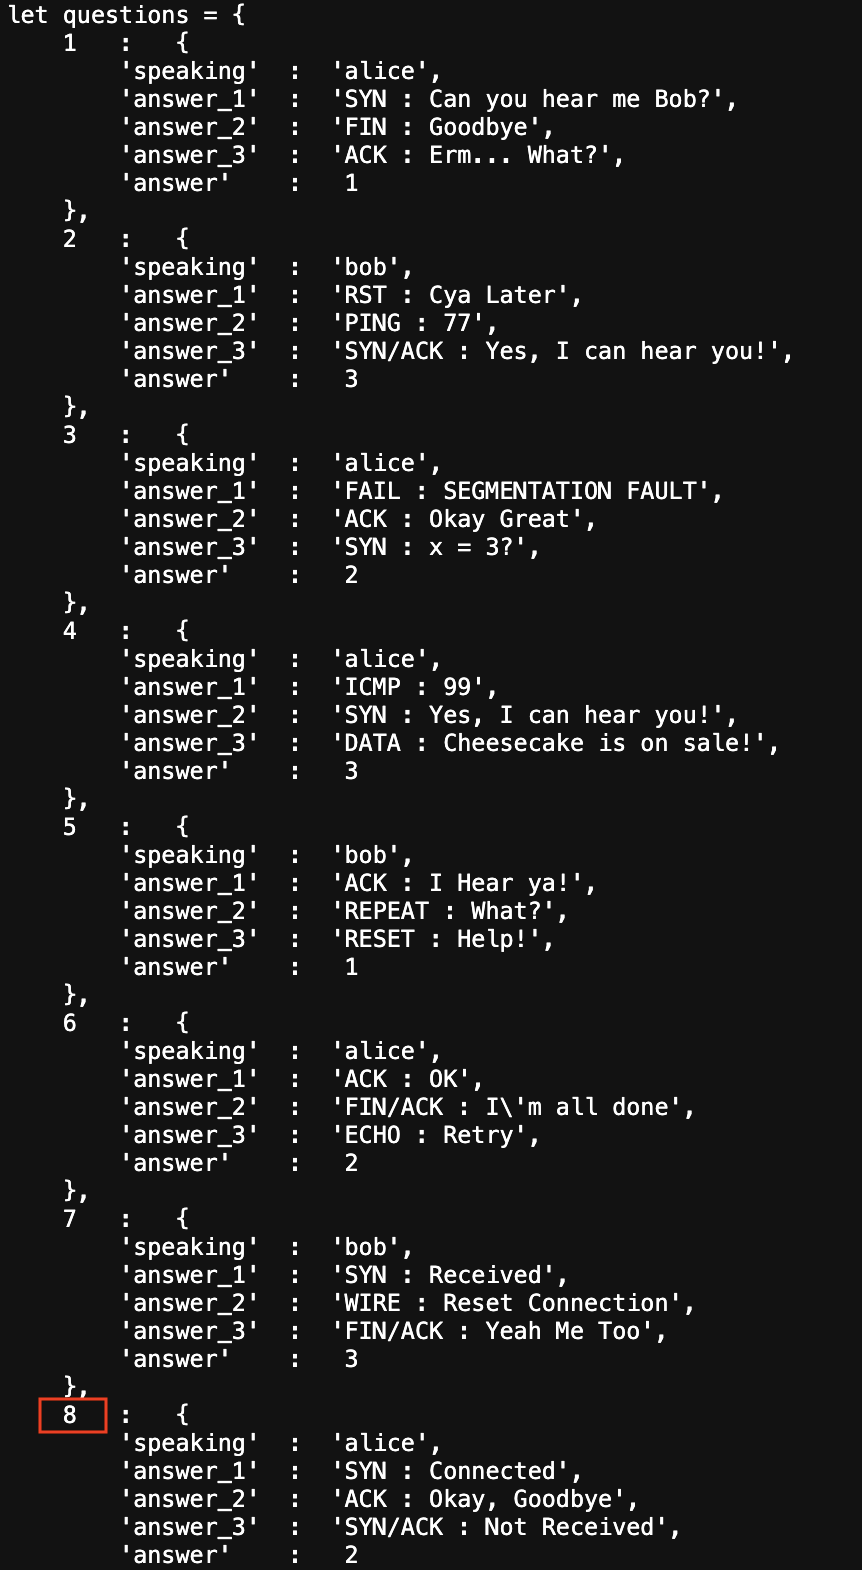 let questions = {
1 : {
'speaking' : 'alice',
'answer_1' : 'SYN : Can you hear me Bob?',
'answer_2' : 'FIN : Goodbye',
'answer_3' : 'ACK : Erm... What?',
'answer' : 1
},
2 : {
'speaking' : 'bob',
'answer_1' : 'RST : Cya Later',
'answer_2' : 'PING : 77',
'answer_3' : 'SYN/ACK : Yes, I can hear you!',
'answer' : 3
},
3 : {
'speaking' : 'alice',
'answer_1' : 'FAIL : SEGMENTATION FAULT',
'answer_2' : 'ACK : Okay Great',
'answer_3' : 'SYN : x = 3?',
'answer' : 2
},
4 : {
'speaking' : 'alice',
'answer_1' : 'ICMP : 99',
'answer_2' : 'SYN : Yes, I can hear you!',
'answer_3' : 'DATA : Cheesecake is on sale!',
'answer' : 3
},
5 : {
'speaking' : 'bob',
'answer_1' : 'ACK : I Hear ya!',
'answer_2' : 'REPEAT : What?',
'answer_3' : 'RESET : Help!',
'answer' : 1
},
6 : {
'speaking' : 'alice',
'answer_1' : 'ACK : OK',
'answer_2' : 'FIN/ACK : I\'m all done',
'answer_3' : 'ECHO : Retry',
'answer' : 2
},
7 : {
'speaking' : 'bob',
'answer_1' : 'SYN : Received',
'answer_2' : 'WIRE : Reset Connection',
'answer_3' : 'FIN/ACK : Yeah Me Too',
'answer' : 3
},
8 : {
'speaking' : 'alice',
'answer_1' : 'SYN : Connected',
'answer_2' : 'ACK : Okay, Goodbye',
'answer_3' : 'SYN/ACK : Not Received',
'answer' : 2